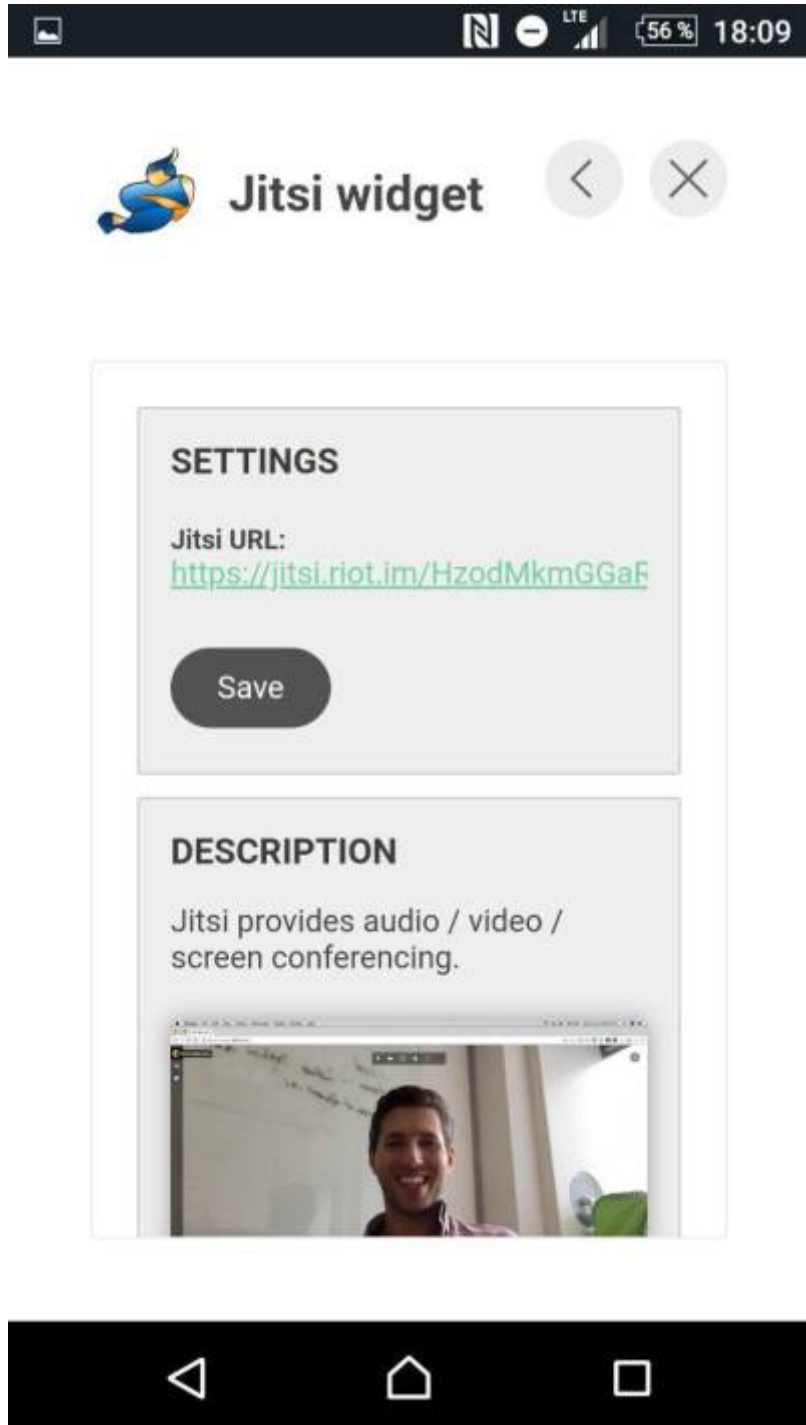 LTE
56 %
18:09
Jitsi widget
SETTINGS
Jitsi URL:
https://jitsi.riot.im/HzodMkmGGaR
Save
DESCRIPTION
Jitsi provides audio / video /
screen conferencing.